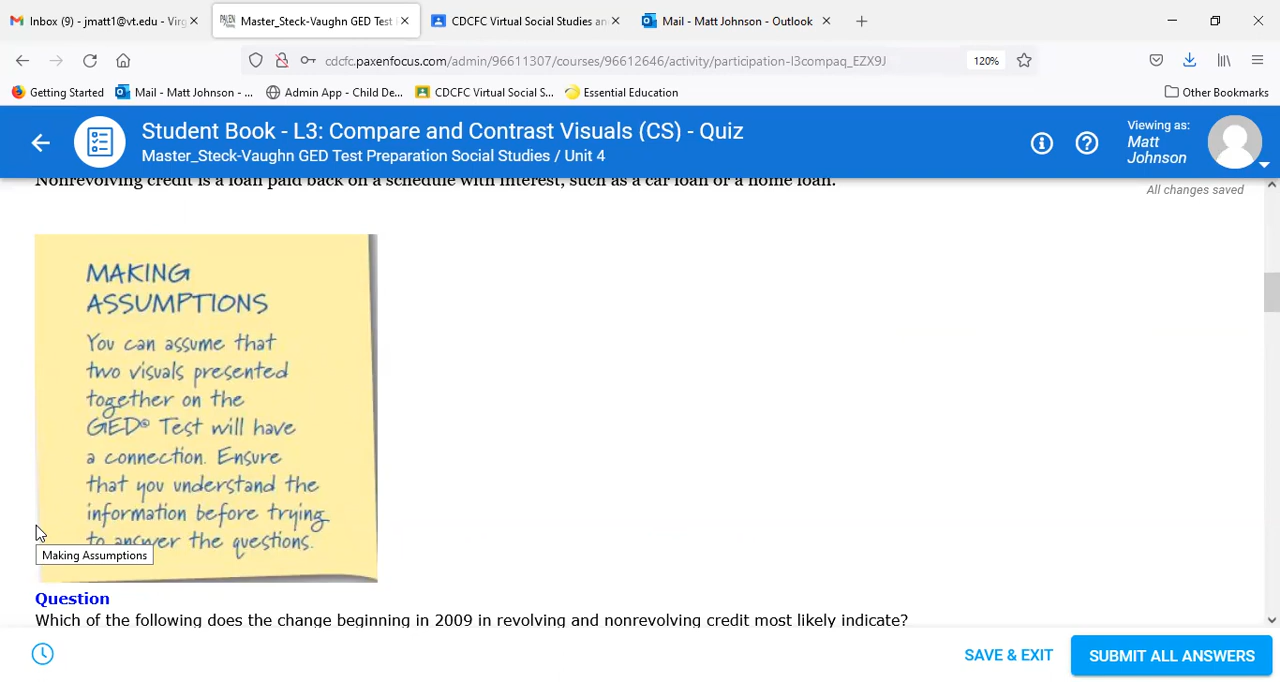 Inbox (9) - jmatt1@vt.edu - Virg
Master_Steck-Vaughn GED Test
CDCFC Virtual Social Studies an
Mail - Matt Johnson - Outlook
cdcfc.paxenfocus.com/admin/96611307/courses/96612646/activity/participation-l3compaq_EZX9J
120%
Getting Started
Mail - Matt Johnson - ...
Admin App - Child De...
CDCFC Virtual Social S...
Essential Education
Other Bookmarks
Student Book - L3: Compare and Contrast Visuals (CS) - Quiz
Master_Steck-Vaughn GED Test Preparation Social Studies / Unit 4
Viewing as:
Matt
Johnson
Nonrevolving credit is a loan paid back on a schedule with interest, such as a car loan or a home loan.
All changes saved
MAKING
ASSUMPTIONS
You can assume that
two visuals presented
together on the
GED® Test will have
a connection. Ensure
that you understand the
information before trying
to answer the questions.
Making Assumptions
Question
Which of the following does the change beginning in 2009 in revolving and nonrevolving credit most likely indicate?
SAVE & EXIT
SUBMIT ALL ANSWERS